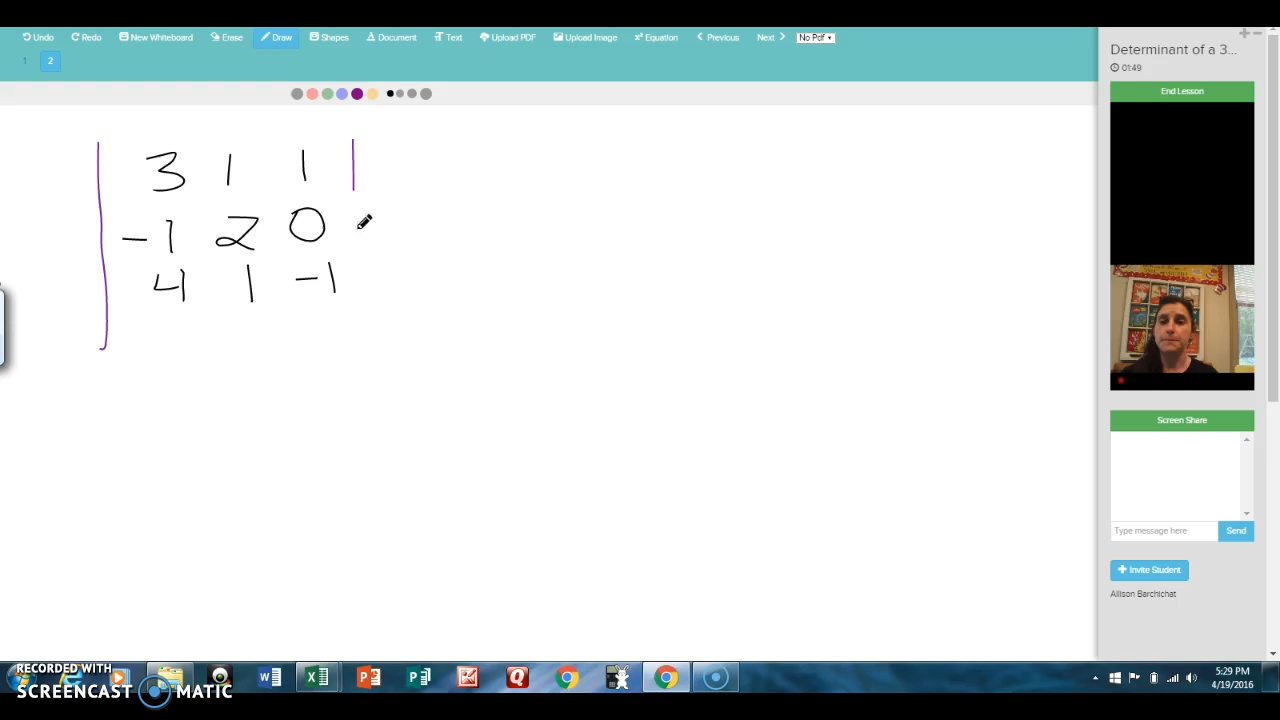 Undo Redo New Whiteboard Erase Draw Shapes Document Text Upload PDF Upload Image x² Equation Previous Next No Pdf
1 2
Determinant of a 3...
01:49
End Lesson
3 1 1
-1 2 0
4 1 -1
Screen Share
Type message here Send
Invite Student
Allison Barchichat
RECORDED WITH
SCREENCAST MATIC
5:29 PM
4/19/2016